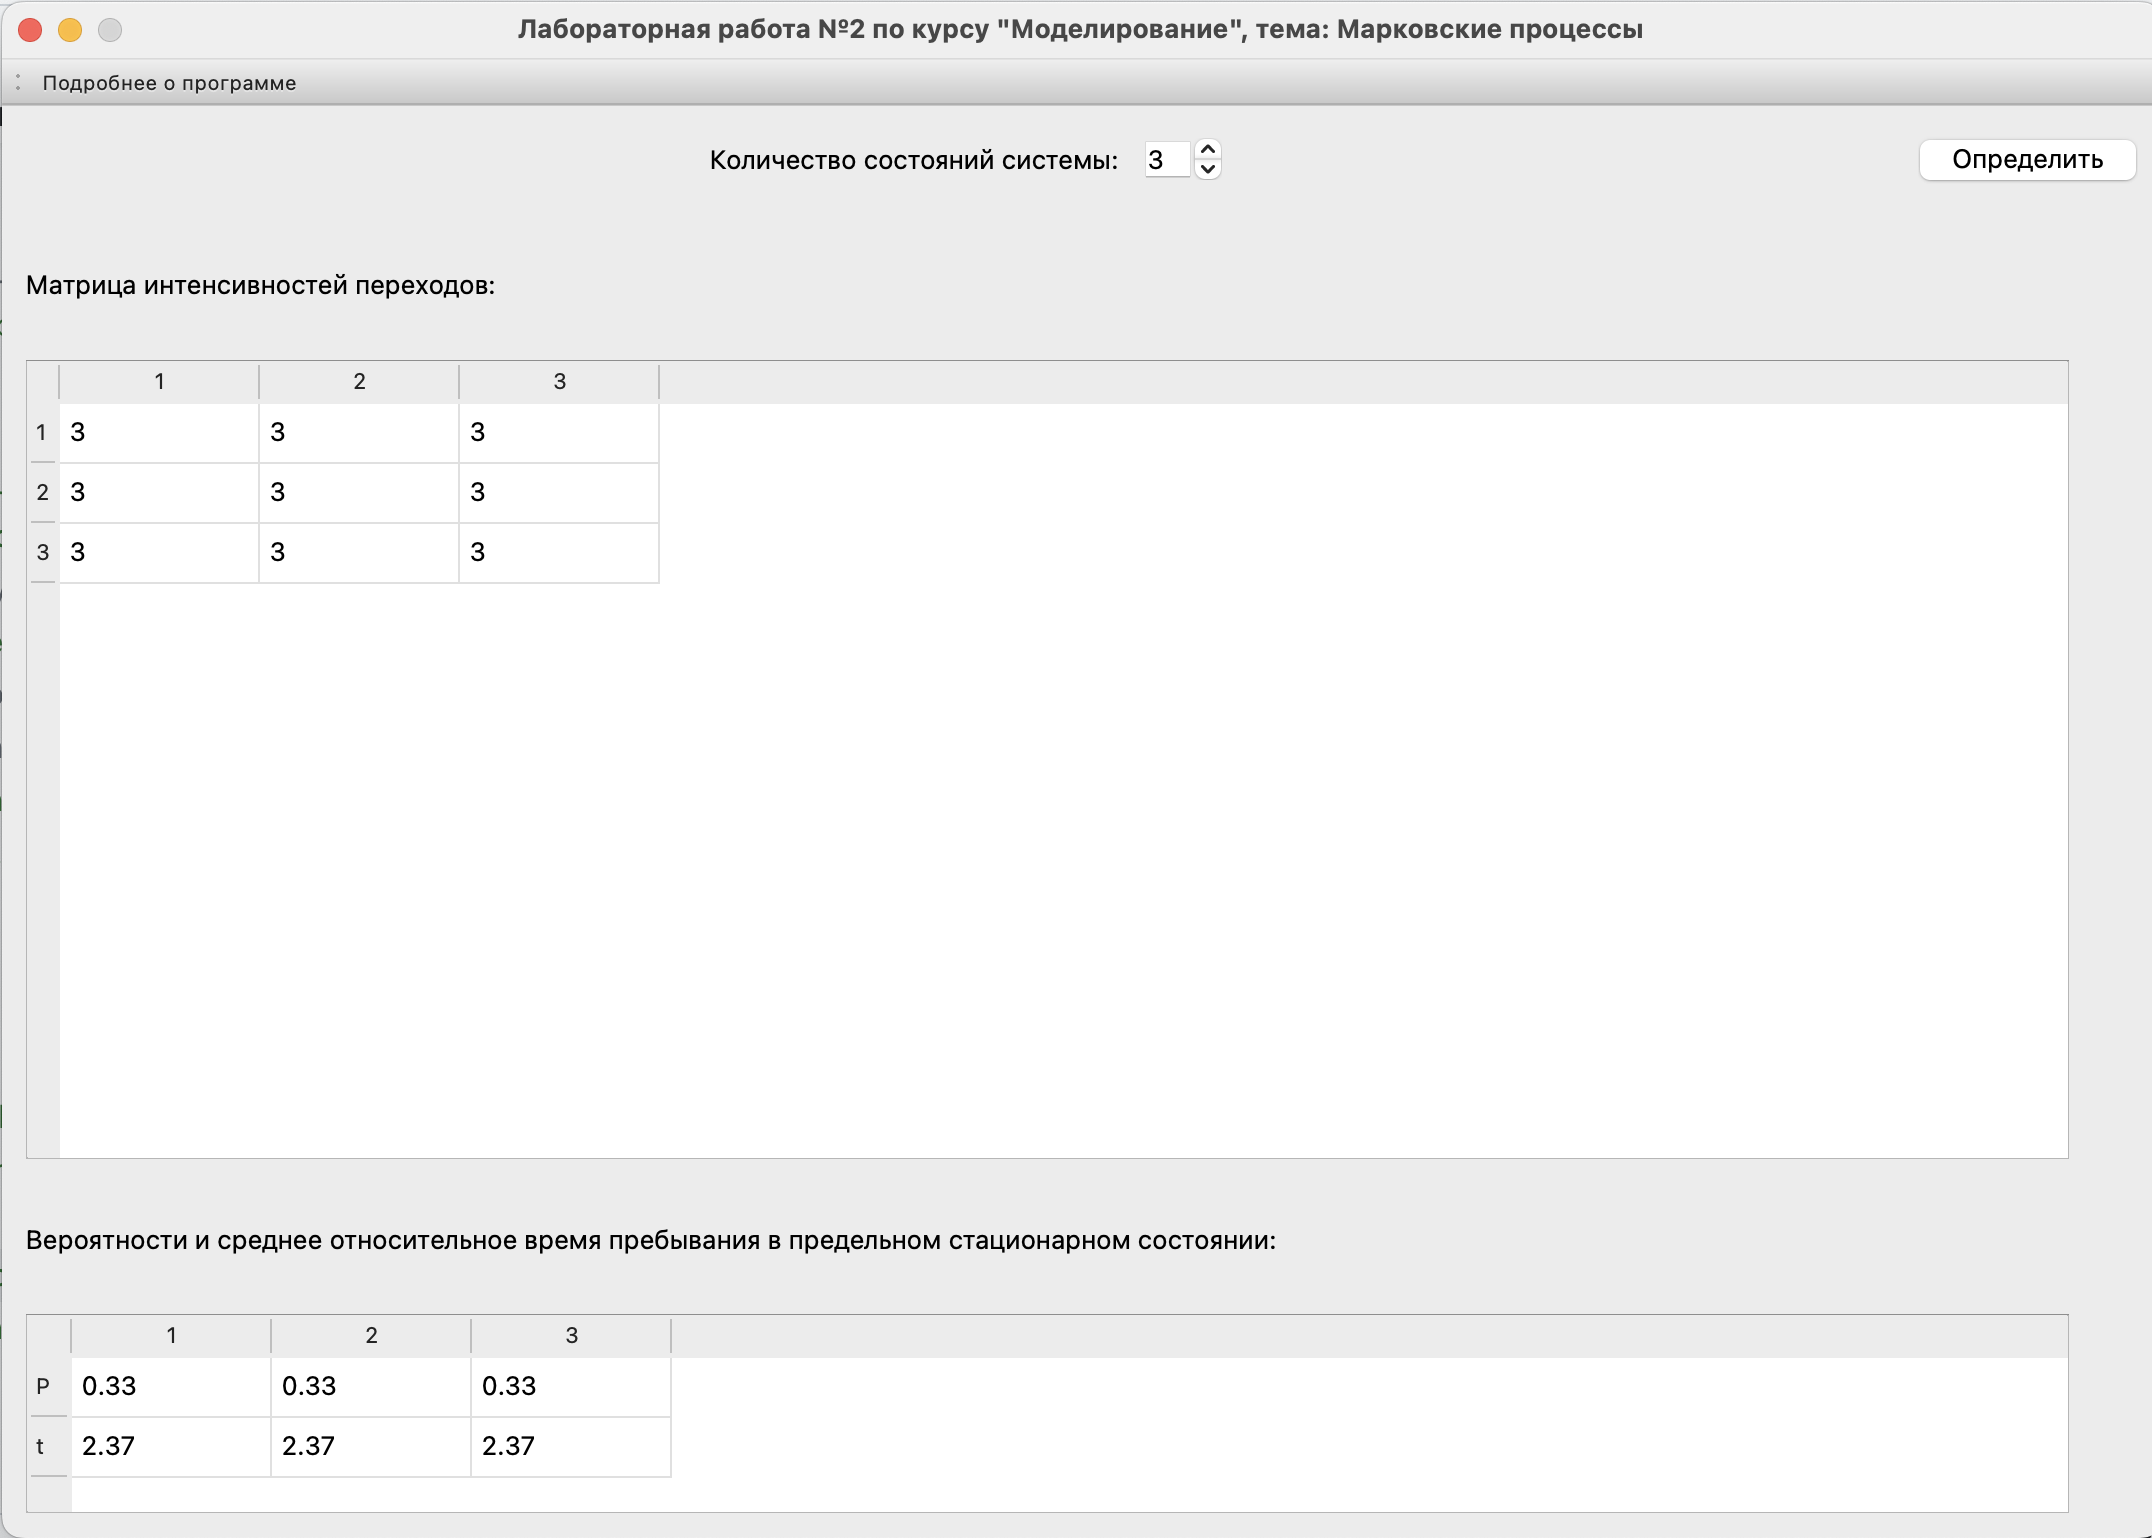 Лабораторная работа №2 по курсу "Моделирование", тема: Марковские процессы
Подробнее о программе
Количество состояний системы: 3 Определить
Матрица интенсивностей переходов:
1 2 3
1 3 3 3
2 3 3 3
3 3 3 3
Вероятности и среднее относительное время пребывания в предельном стационарном состоянии:
1 2 3
P 0.33 0.33 0.33
t 2.37 2.37 2.37